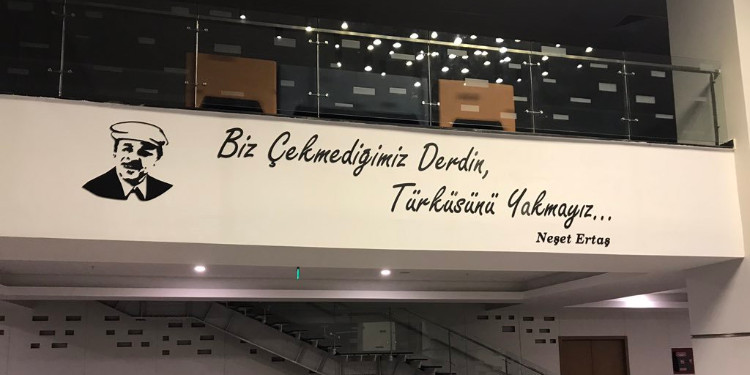 Biz Çekmediğimiz Derdin,
Türküsünü Yakmayız...
Neşet Ertaş